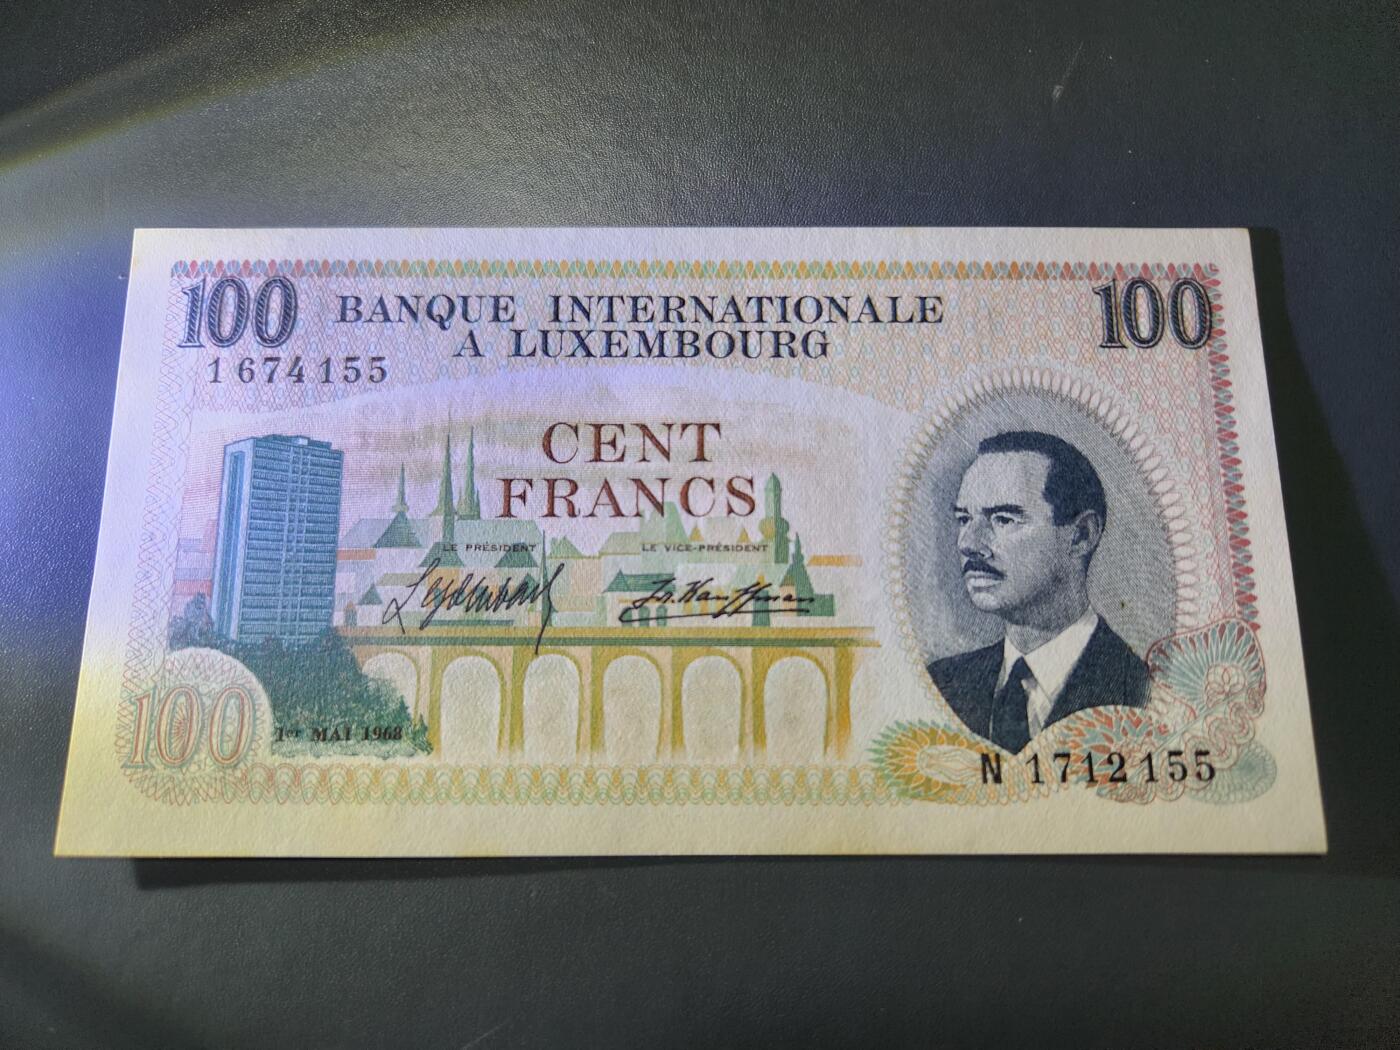 100
100
BANQUE INTERNATIONALE
A LUXEMBOURG
1674155
CENT
FRANCS
LE PRÉSIDENT
LE VICE-PRÉSIDENT
100
1er MAI 1968
N 1712155